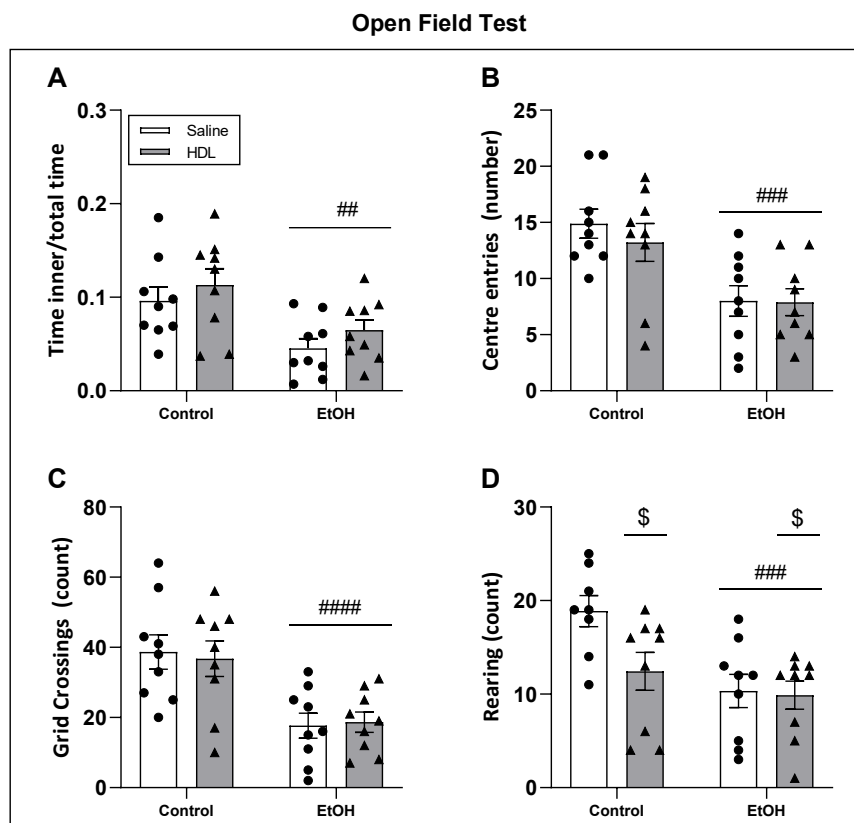 Open Field Test
A
Time inner/total time
0.3
0.2
0.1
0.0
Saline
HDL
##
Control
EtOH
B
Centre entries (number)
25
20
15
10
5
0
###
Control
EtOH
C
Grid Crossings (count)
80
60
40
20
0
####
Control
EtOH
D
Rearing (count)
30
20
10
0
$
$
###
Control
EtOH